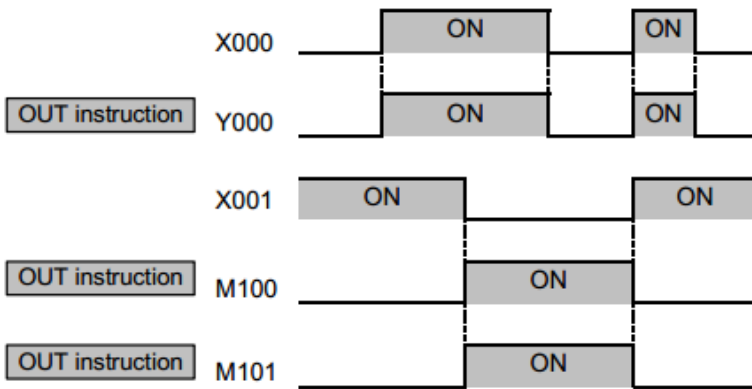 X000 ON ON
OUT instruction Y000 ON ON
X001 ON ON
OUT instruction M100 ON
OUT instruction M101 ON